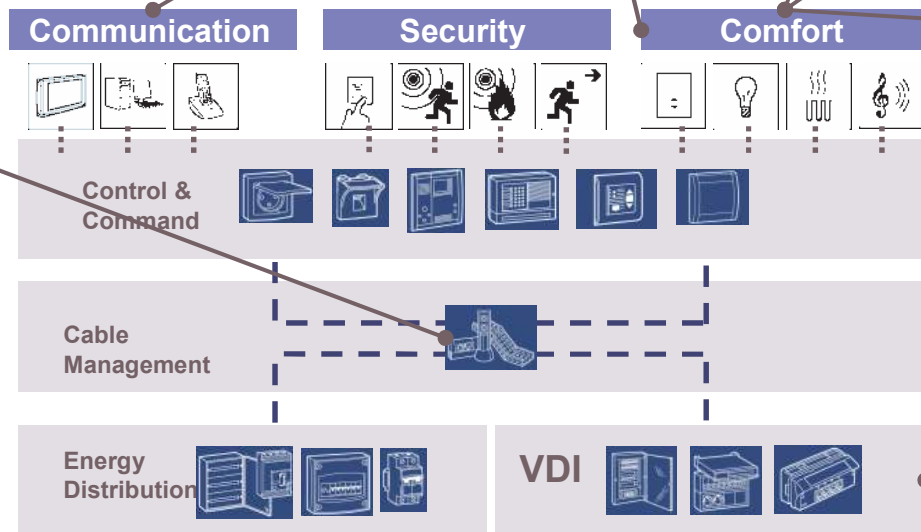 Communication
Security
Comfort
Control &
Command
Cable
Management
Energy
Distribution
VDI